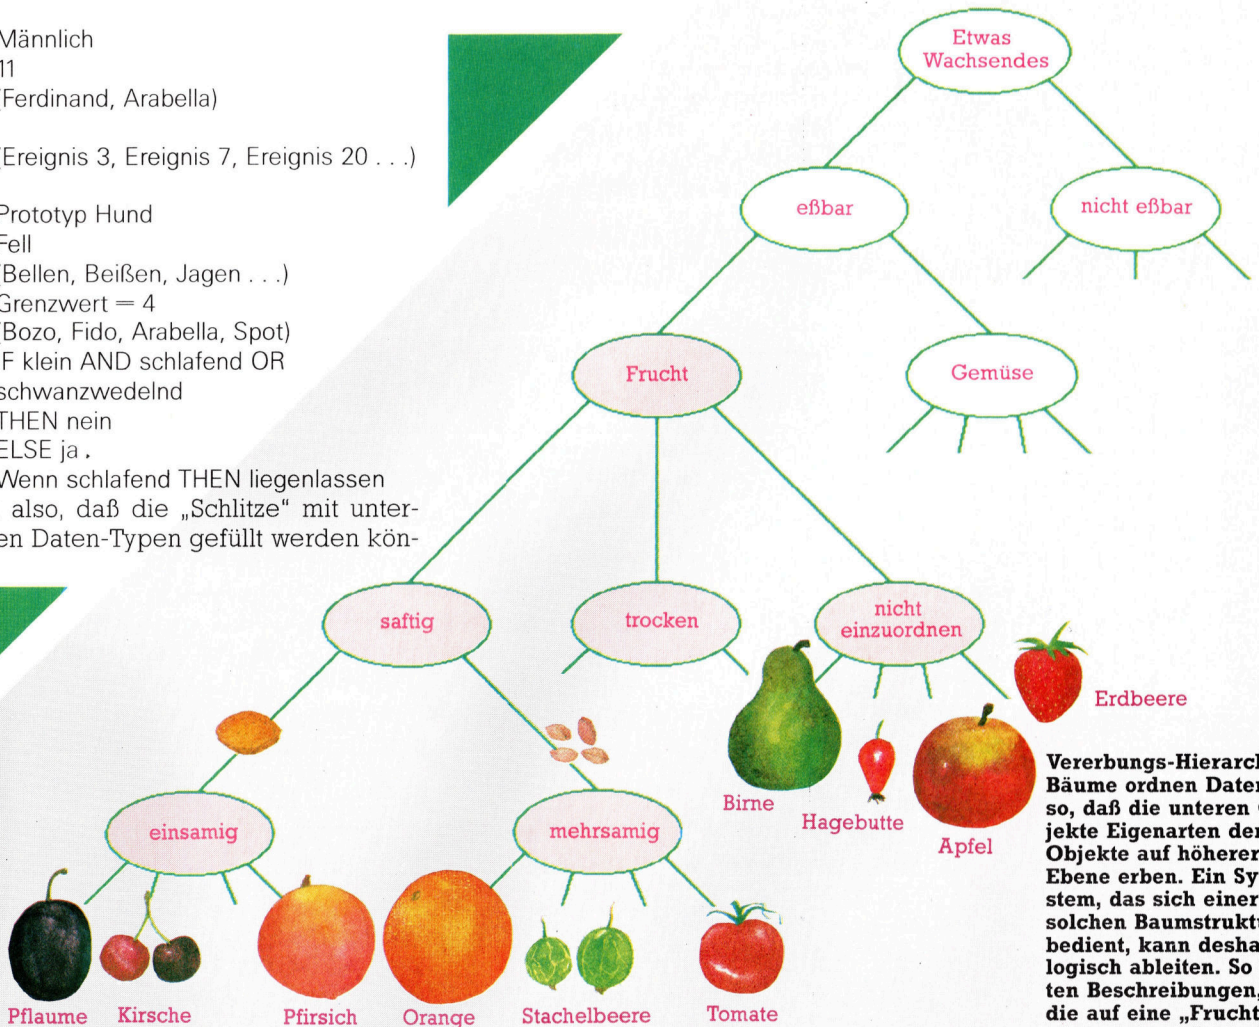 Männlich
11
(Ferdinand, Arabella)
(Ereignis 3, Ereignis 7, Ereignis 20 . . .)
Prototyp Hund
Fell
(Bellen, Beißen, Jagen . . .)
Grenzwert = 4
(Bozo, Fido, Arabella, Spot)
IF klein AND schlafend OR
schwanzwedelnd
THEN nein
ELSE ja.
Wenn schlafend THEN liegenlassen
also, daß die „Schlitze“ mit unter-
en Daten-Typen gefüllt werden kön-
Etwas
Wachsendes
eßbar
nicht eßbar
Frucht
Gemüse
saftig
trocken
nicht
einzuordnen
einsamig
mehrsamig
Birne
Hagebutte
Apfel
Erdbeere
Pflaume
Kirsche
Pfirsich
Orange
Stachelbeere
Tomate
Vererbungs-Hierarch
Bäume ordnen Daten
so, daß die unteren
jekte Eigenarten der
Objekte auf höherer
Ebene erben. Ein Sy
stem, das sich einer
solchen Baumstruktu
bedient, kann desha
logisch ableiten. So
ten Beschreibungen,
die auf eine „Frucht